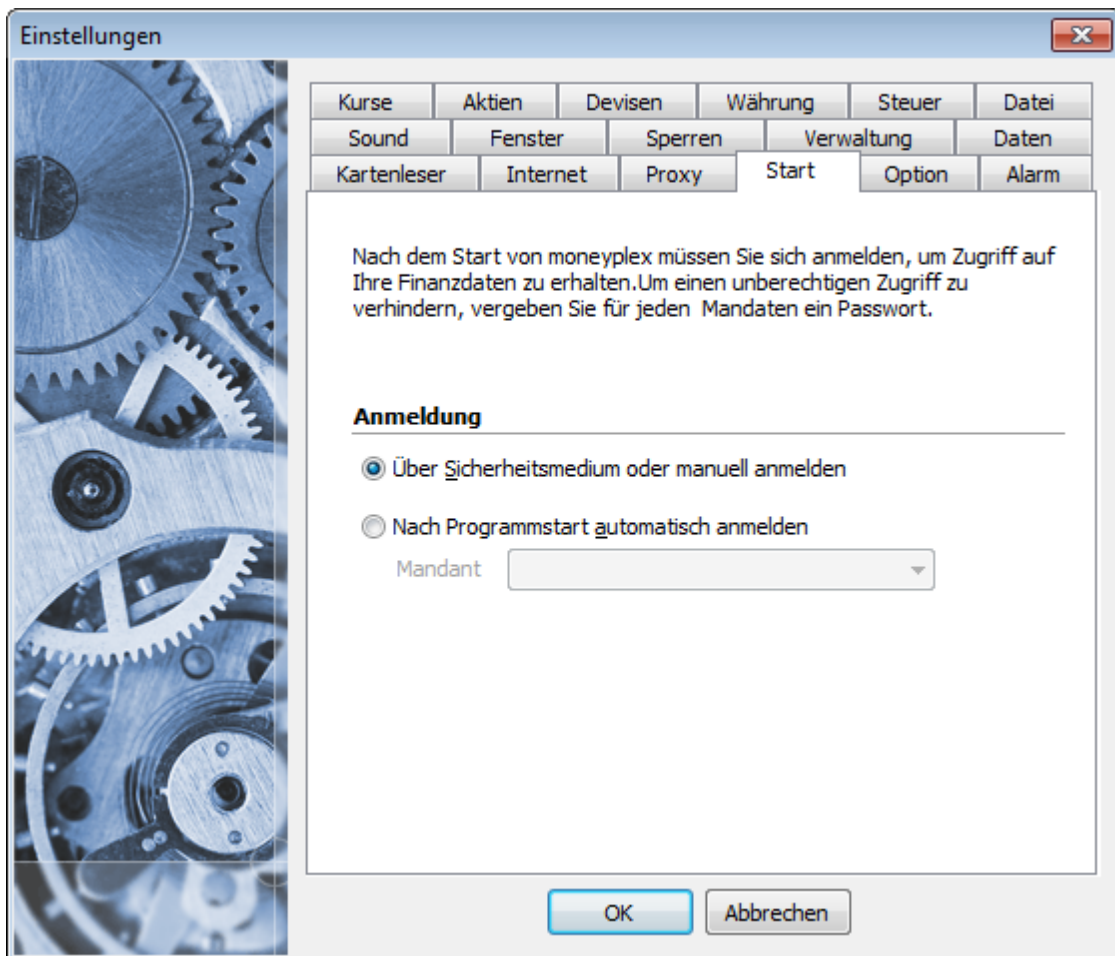 Einstellungen
Kurse Aktien Devisen Währung Steuer Datei
Sound Fenster Sperren Verwaltung Daten
Kartenleser Internet Proxy Start Option Alarm
Nach dem Start von moneyplex müssen Sie sich anmelden, um Zugriff auf
Ihre Finanzdaten zu erhalten.Um einen unberechtigen Zugriff zu
verhindern, vergeben Sie für jeden Mandaten ein Passwort.
Anmeldung
Über Sicherheitsmedium oder manuell anmelden
Nach Programmstart automatisch anmelden
Mandant
OK Abbrechen